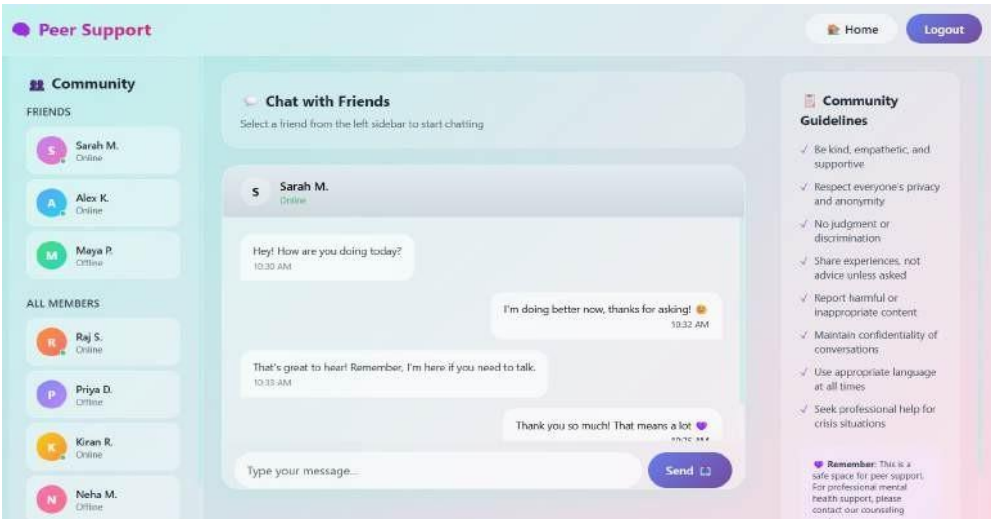 Peer Support
Home
Logout
Community
FRIENDS
S
Sarah M.
Online
A
Alex K.
Online
M
Maya P.
Offline
ALL MEMBERS
R
Raj S.
Online
P
Priya D.
Offline
K
Kiran R.
Online
N
Neha M.
Offline
Chat with Friends
Select a friend from the left sidebar to start chatting
S
Sarah M.
Online
Hey! How are you doing today?
10:30 AM
I'm doing better now, thanks for asking!
10:32 AM
That's great to hear! Remember, I'm here if you need to talk.
10:33 AM
Thank you so much! That means a lot
Type your message...
Send
Community
Guidelines
✓ Be kind, empathetic, and
supportive
✓ Respect everyone's privacy
and anonymity
✓ No judgment or
discrimination
✓ Share experiences, not
advice unless asked
✓ Report harmful or
inappropriate content
✓ Maintain confidentiality of
conversations
✓ Use appropriate language
at all times
✓ Seek professional help for
crisis situations
Remember: This is a
safe space for peer support.
For professional mental
health support, please
contact our counseling